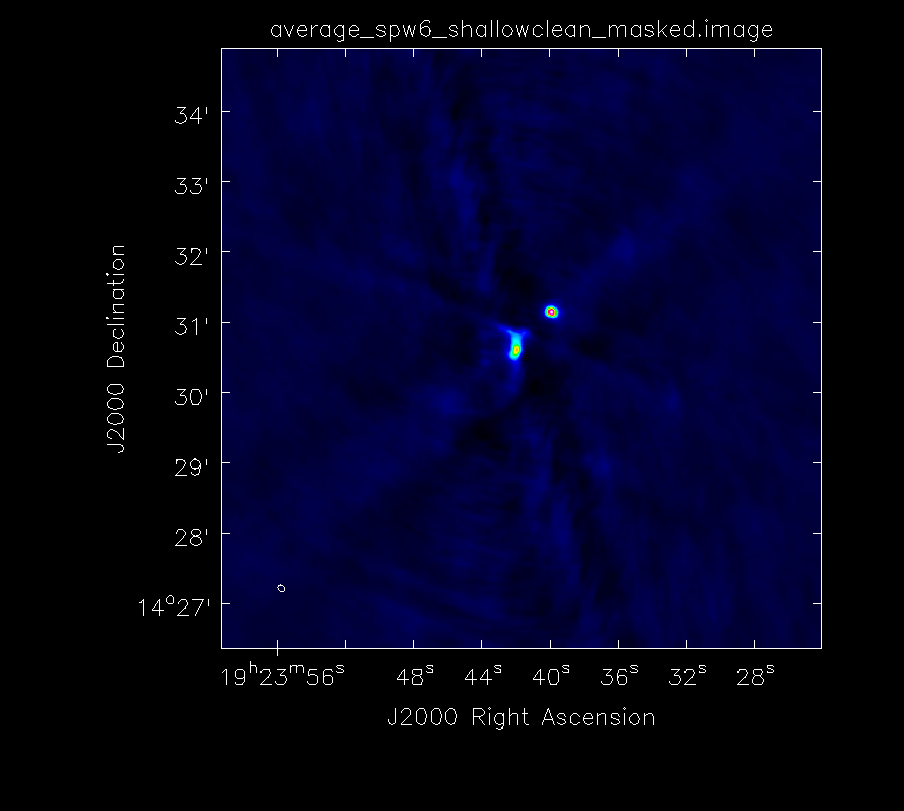 average_spw6_shallowclean_masked.image
34'
33'
32'
31'
30'
29'
28'
14°27'
J2000 Declination
19ʰ23ᵐ56ˢ 48ˢ 44ˢ 40ˢ 36ˢ 32ˢ 28ˢ
J2000 Right Ascension